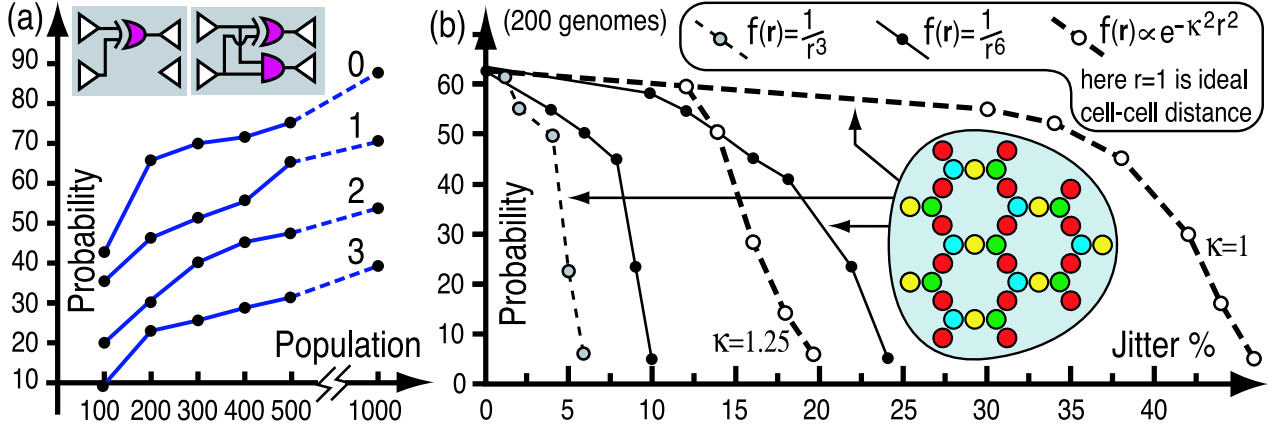 (a)
90
80
70
60
50
40
30
20
10
Probability
0
1
2
3
Population
100 200 300 400 500 1000
(b)
(200 genomes)
f(r)=1/r³
f(r)=1/r⁶
f(r)∝e^-κ²r²
here r=1 is ideal
cell-cell distance
60
50
40
30
20
10
0
Probability
κ=1.25
κ=1
Jitter %
0 5 10 15 20 25 30 35 40